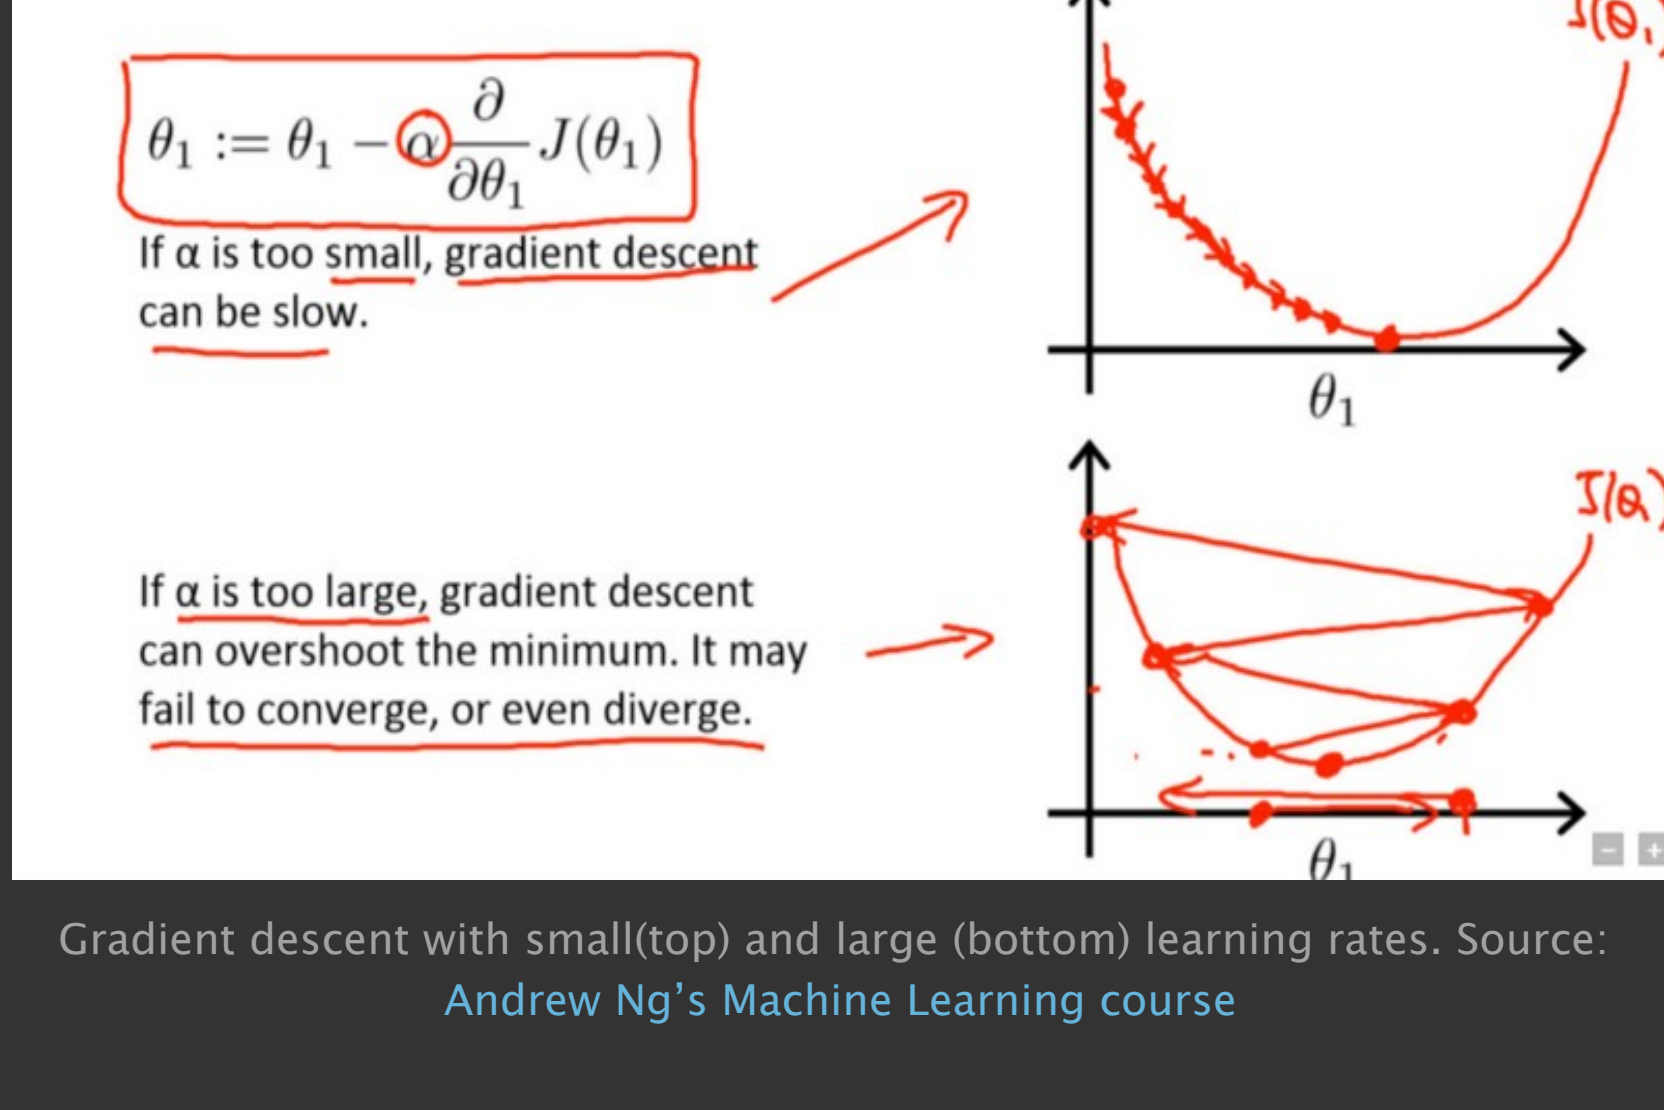 θ₁ := θ₁ − α ∂/∂θ₁ J(θ₁)
If α is too small, gradient descent
can be slow.
J(θ₁)
θ₁
If α is too large, gradient descent
can overshoot the minimum. It may
fail to converge, or even diverge.
J(θ₁)
θ₁
− +
Gradient descent with small(top) and large (bottom) learning rates. Source:
Andrew Ng’s Machine Learning course